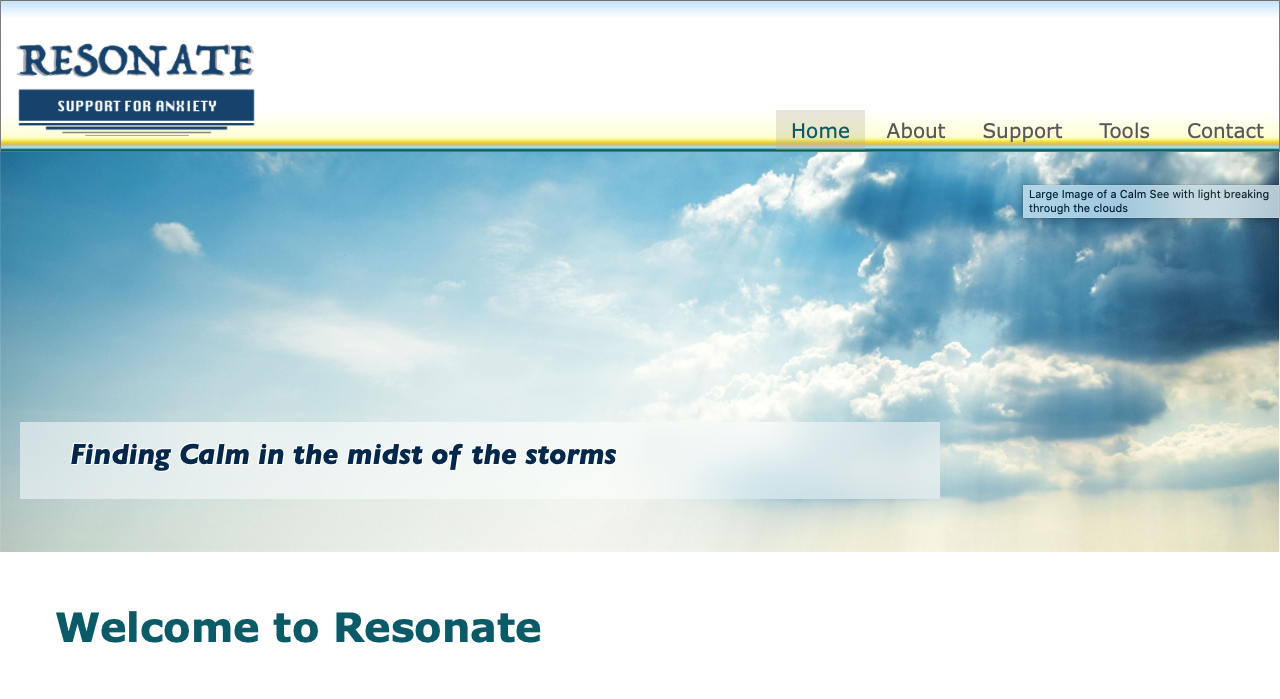 RESONATE
SUPPORT FOR ANXIETY
Home About Support Tools Contact
Large Image of a Calm See with light breaking
through the clouds
Finding Calm in the midst of the storms
Welcome to Resonate